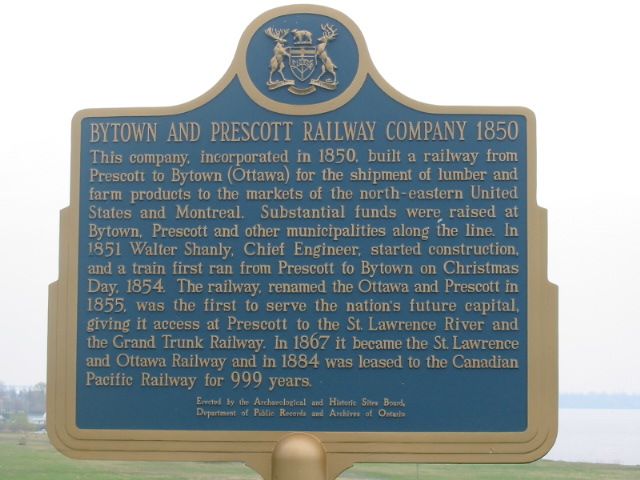 BYTOWN AND PRESCOTT RAILWAY COMPANY 1850
This company, incorporated in 1850, built a railway from
Prescott to Bytown (Ottawa) for the shipment of lumber and
farm products to the markets of the north-eastern United
States and Montreal. Substantial funds were raised at
Bytown, Prescott and other municipalities along the line. In
1851 Walter Shanly, Chief Engineer, started construction,
and a train first ran from Prescott to Bytown on Christmas
Day, 1854. The railway, renamed the Ottawa and Prescott in
1855, was the first to serve the nation's future capital,
giving it access at Prescott to the St. Lawrence River and
the Grand Trunk Railway. In 1867 it became the St. Lawrence
and Ottawa Railway and in 1884 was leased to the Canadian
Pacific Railway for 999 years.
Erected by the Archaeological and Historic Sites Board,
Department of Public Records and Archives of Ontario